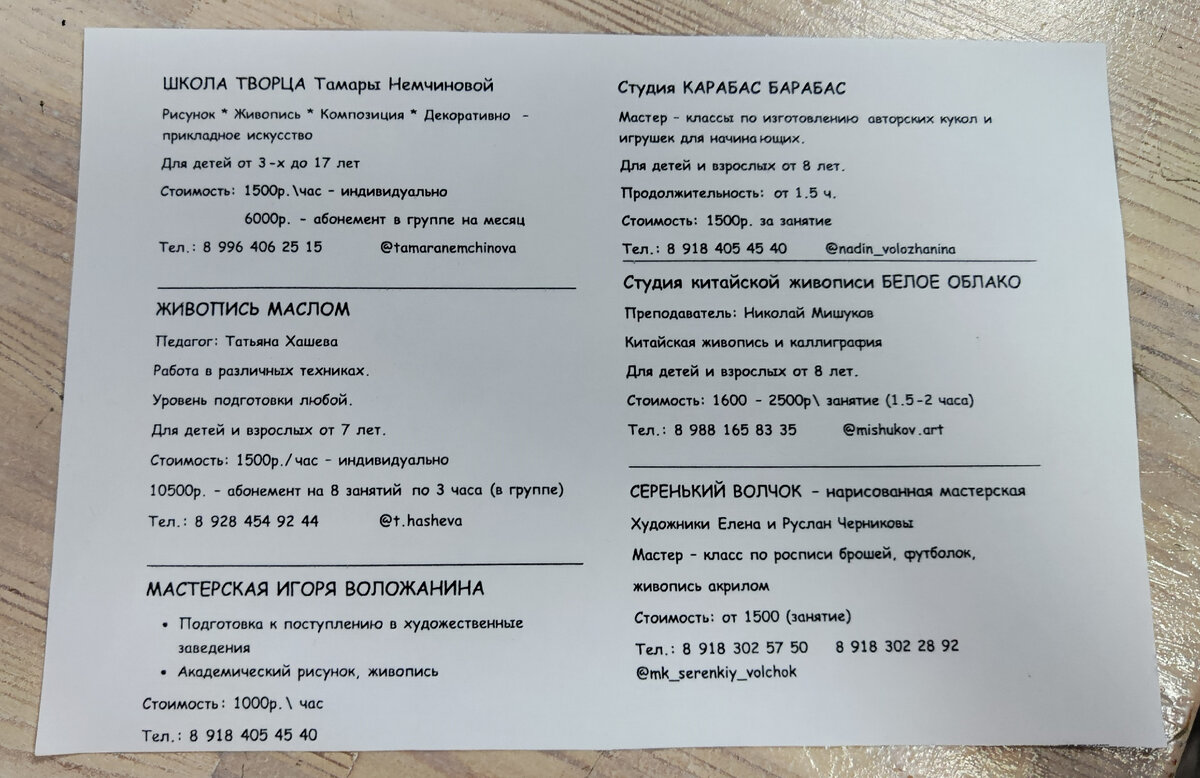 ШКОЛА ТВОРЦА Тамары Немчиновой
Рисунок * Живопись * Композиция * Декоративно -
прикладное искусство
Для детей от 3-х до 17 лет
Стоимость: 1500р.\час - индивидуально
6000р. - абонемент в группе на месяц
Тел.: 8 996 406 25 15 @tamaranemchinova
ЖИВОПИСЬ МАСЛОМ
Педагог: Татьяна Хашева
Работа в различных техниках.
Уровень подготовки любой.
Для детей и взрослых от 7 лет.
Стоимость: 1500р./час - индивидуально
10500р. - абонемент на 8 занятий по 3 часа (в группе)
Тел.: 8 928 454 92 44 @t.hasheva
МАСТЕРСКАЯ ИГОРЯ ВОЛОЖАНИНА
• Подготовка к поступлению в художественные
заведения
• Академический рисунок, живопись
Стоимость: 1000р.\ час
Тел.: 8 918 405 45 40
Студия КАРАБАС БАРАБАС
Мастер - классы по изготовлению авторских кукол и
игрушек для начинающих.
Для детей и взрослых от 8 лет.
Продолжительность: от 1.5 ч.
Стоимость: 1500р. за занятие
Тел.: 8 918 405 45 40 @nadin_volozhanina
Студия китайской живописи БЕЛОЕ ОБЛАКО
Преподаватель: Николай Мишуков
Китайская живопись и каллиграфия
Для детей и взрослых от 8 лет.
Стоимость: 1600 - 2500р\ занятие (1.5-2 часа)
Тел.: 8 988 165 83 35 @mishukov.art
СЕРЕНЬКИЙ ВОЛЧОК - нарисованная мастерская
Художники Елена и Руслан Черниковы
Мастер - класс по росписи брошей, футболок,
живопись акрилом
Стоимость: от 1500 (занятие)
Тел.: 8 918 302 57 50 8 918 302 28 92
@mk_serenkiy_volchok